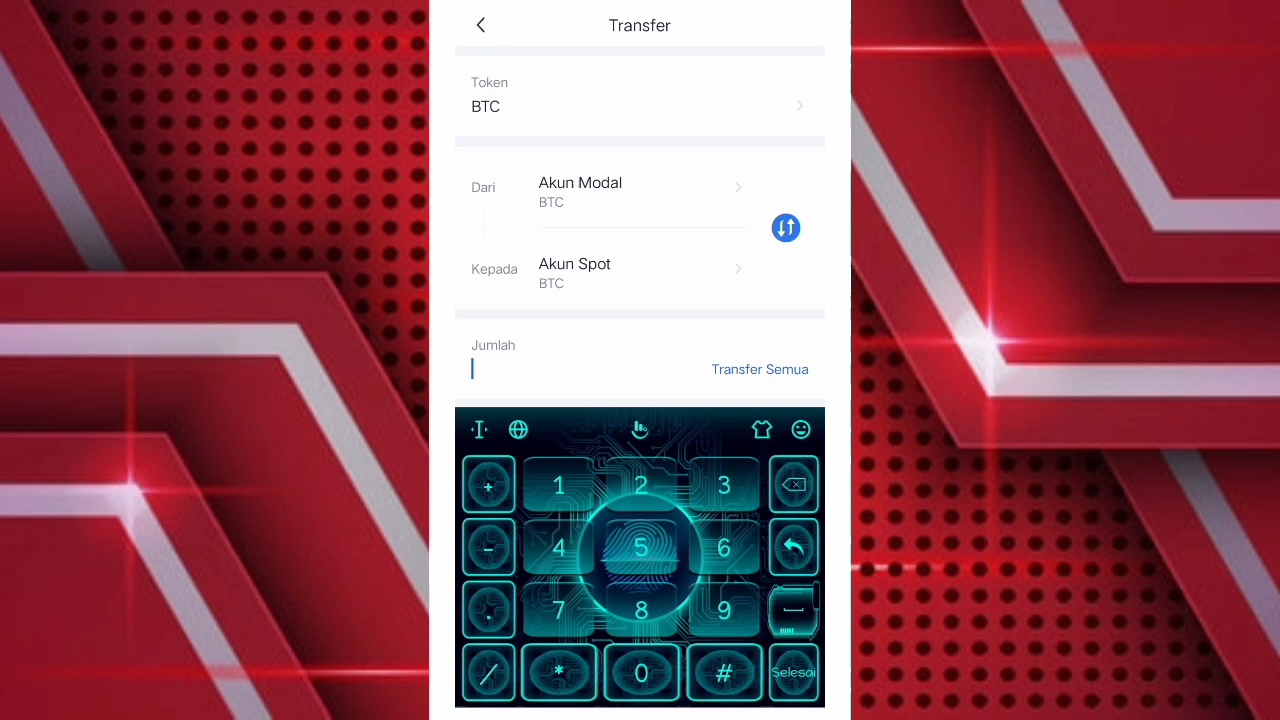 Transfer
Token
BTC
Dari
Akun Modal
BTC
Kepada
Akun Spot
BTC
Jumlah
Transfer Semua
+ 1 2 3
- 4 5 6
. 7 8 9
/ * 0 # Selesai